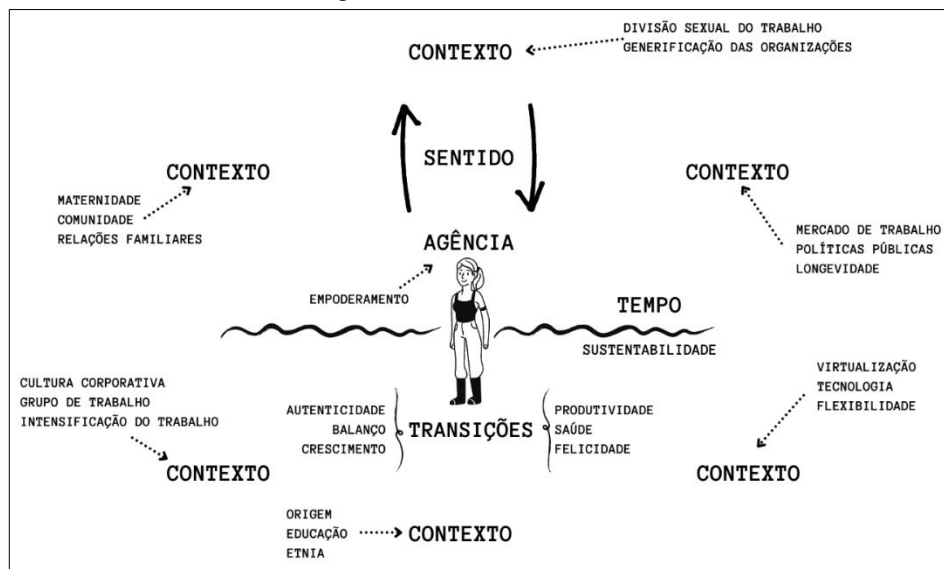 DIVISÃO SEXUAL DO TRABALHO
GENERIFICAÇÃO DAS ORGANIZAÇÕES
CONTEXTO
SENTIDO
CONTEXTO
MATERNIDADE
COMUNIDADE
RELAÇÕES FAMILIARES
CONTEXTO
MERCADO DE TRABALHO
POLÍTICAS PÚBLICAS
LONGEVIDADE
AGÊNCIA
EMPODERAMENTO
TEMPO
SUSTENTABILIDADE
CULTURA CORPORATIVA
GRUPO DE TRABALHO
INTENSIFICAÇÃO DO TRABALHO
CONTEXTO
AUTENTICIDADE
BALANÇO
CRESCIMENTO
TRANSIÇÕES
PRODUTIVIDADE
SAÚDE
FELICIDADE
VIRTUALIZAÇÃO
TECNOLOGIA
FLEXIBILIDADE
CONTEXTO
ORIGEM
EDUCAÇÃO
ETNIA
CONTEXTO